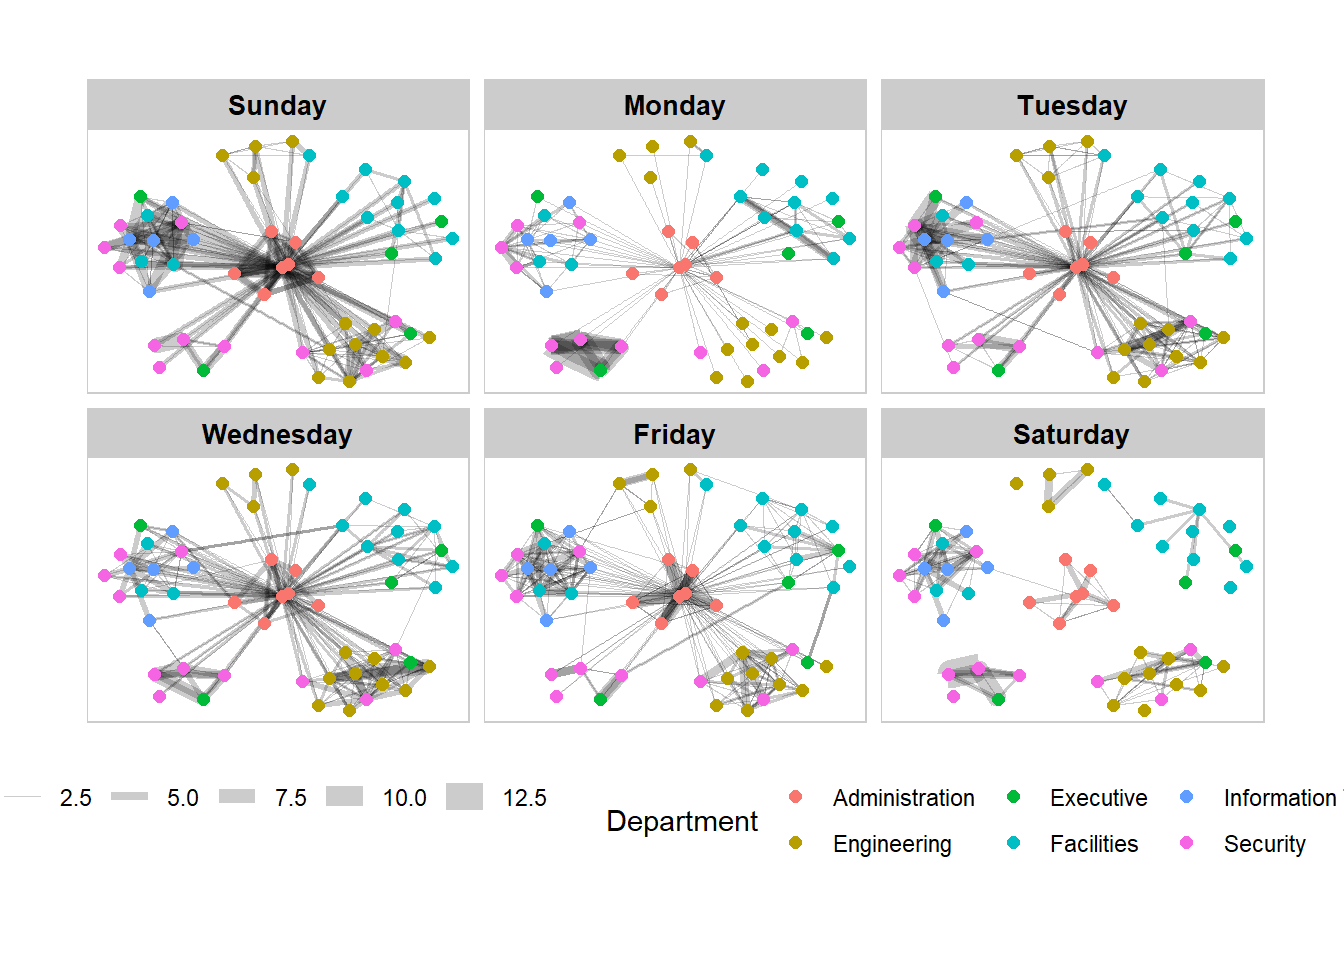 Sunday Monday Tuesday
Wednesday Friday Saturday
2.5 5.0 7.5 10.0 12.5
Department
Administration Executive Information
Engineering Facilities Security